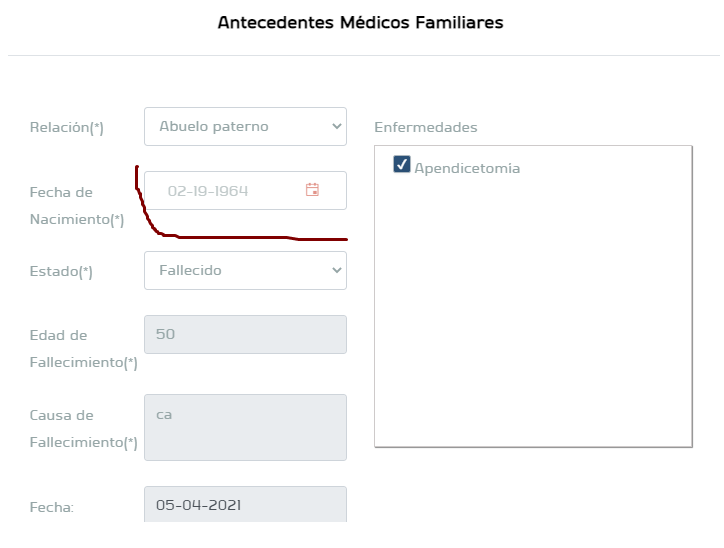 Antecedentes Médicos Familiares
Relación(*)
Abuelo paterno
Enfermedades
Apendicetomia
Fecha de
Nacimiento(*)
02-19-1964
Estado(*)
Fallecido
Edad de
Fallecimiento(*)
50
Causa de
Fallecimiento(*)
ca
Fecha:
05-04-2021